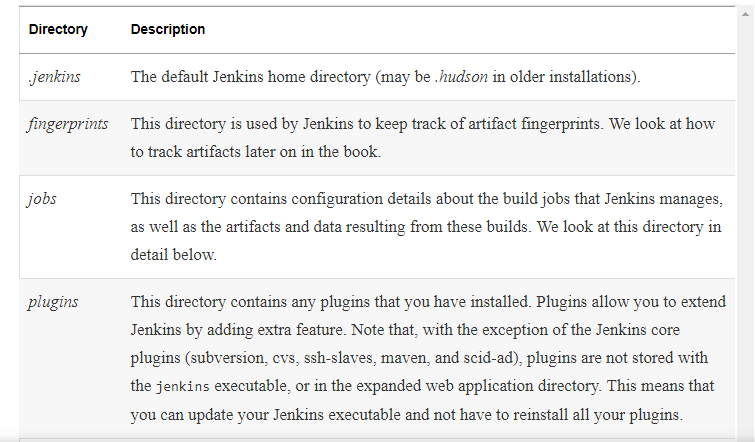 Directory Description
.jenkins The default Jenkins home directory (may be .hudson in older installations).
fingerprints This directory is used by Jenkins to keep track of artifact fingerprints. We look at how
to track artifacts later on in the book.
jobs This directory contains configuration details about the build jobs that Jenkins manages,
as well as the artifacts and data resulting from these builds. We look at this directory in
detail below.
plugins This directory contains any plugins that you have installed. Plugins allow you to extend
Jenkins by adding extra feature. Note that, with the exception of the Jenkins core
plugins (subversion, cvs, ssh-slaves, maven, and scid-ad), plugins are not stored with
the jenkins executable, or in the expanded web application directory. This means that
you can update your Jenkins executable and not have to reinstall all your plugins.